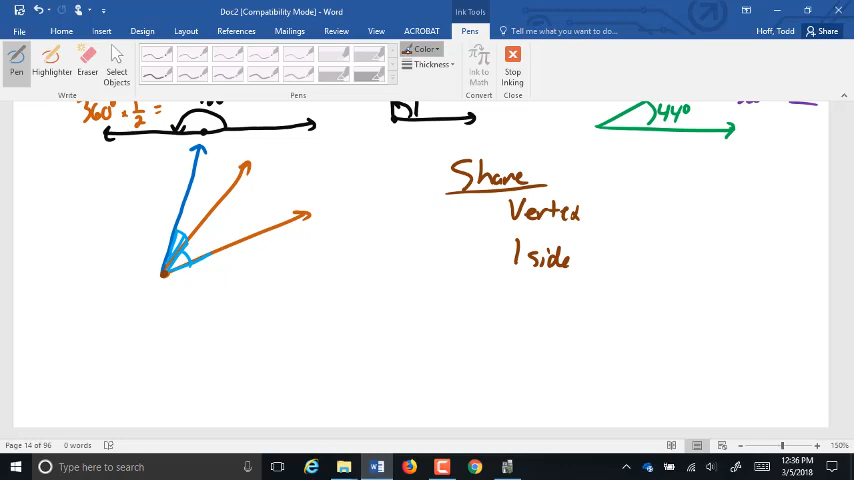 Doc2 [Compatibility Mode] - Word
Ink Tools
Hoff, Todd
File Home Insert Draw Design Layout References Mailings Review View ACROBAT Pens Tell me what you want to do... Share
Pen Highlighter Eraser Select Objects
Color
Thickness
Ink to Math
Stop Inking
Write Pens Convert Close
360° × 1/2 =
44°
Share
Vertex
1 side
Page 14 of 96 0 words 150%
Type here to search
12:36 PM
3/5/2018